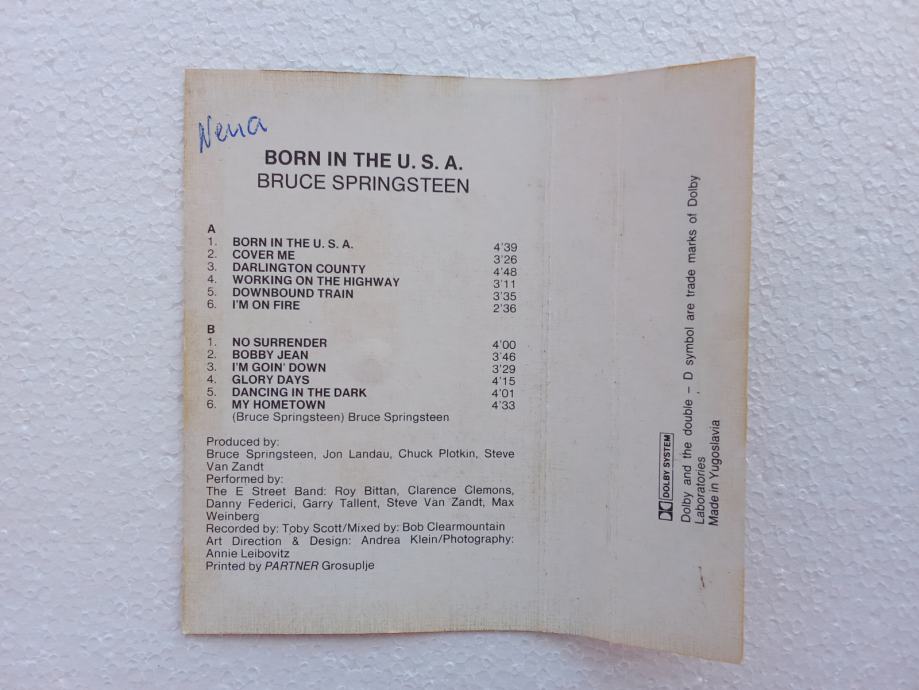 Nena
BORN IN THE U. S. A.
BRUCE SPRINGSTEEN
A
1. BORN IN THE U. S. A. 4'39
2. COVER ME 3'26
3. DARLINGTON COUNTY 4'48
4. WORKING ON THE HIGHWAY 3'11
5. DOWNBOUND TRAIN 3'35
6. I'M ON FIRE 2'36
B
1. NO SURRENDER 4'00
2. BOBBY JEAN 3'46
3. I'M GOIN' DOWN 3'29
4. GLORY DAYS 4'15
5. DANCING IN THE DARK 4'01
6. MY HOMETOWN 4'33
(Bruce Springsteen) Bruce Springsteen
Produced by:
Bruce Springsteen, Jon Landau, Chuck Plotkin, Steve
Van Zandt
Performed by:
The E Street Band: Roy Bittan, Clarence Clemons,
Danny Federici, Garry Tallent, Steve Van Zandt, Max
Weinberg
Recorded by: Toby Scott/Mixed by: Bob Clearmountain
Art Direction & Design: Andrea Klein/Photography:
Annie Leibovitz
Printed by PARTNER Grosuplje
DOLBY SYSTEM
Dolby and the double - D symbol are trade marks of Dolby
Laboratories
Made in Yugoslavia